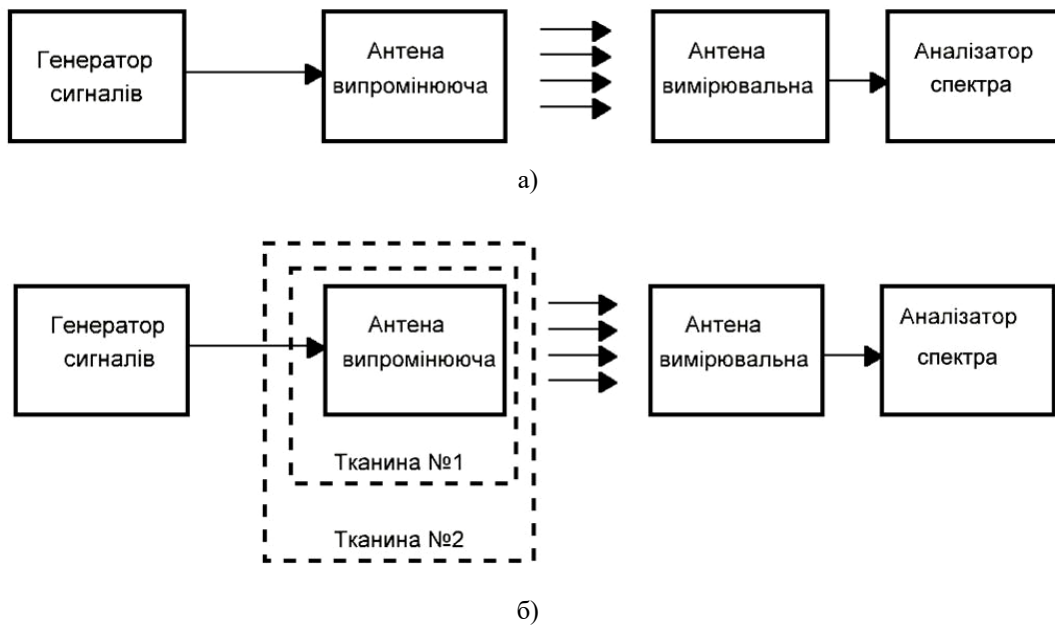 Генератор
сигналів
Антена
випромінююча
Антена
вимірювальна
Аналізатор
спектра
а)
Генератор
сигналів
Антена
випромінююча
Тканина №1
Тканина №2
Антена
вимірювальна
Аналізатор
спектра
б)